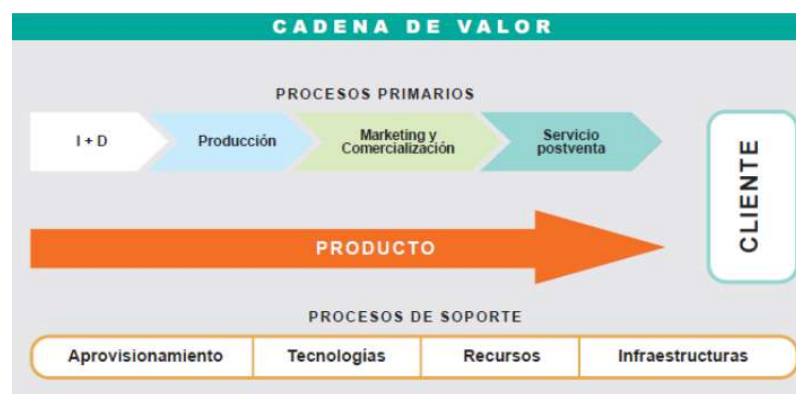 CADENA DE VALOR
PROCESOS PRIMARIOS
I + D
Producción
Marketing y
Comercialización
Servicio
postventa
CLIENTE
PRODUCTO
PROCESOS DE SOPORTE
Aprovisionamiento
Tecnologías
Recursos
Infraestructuras